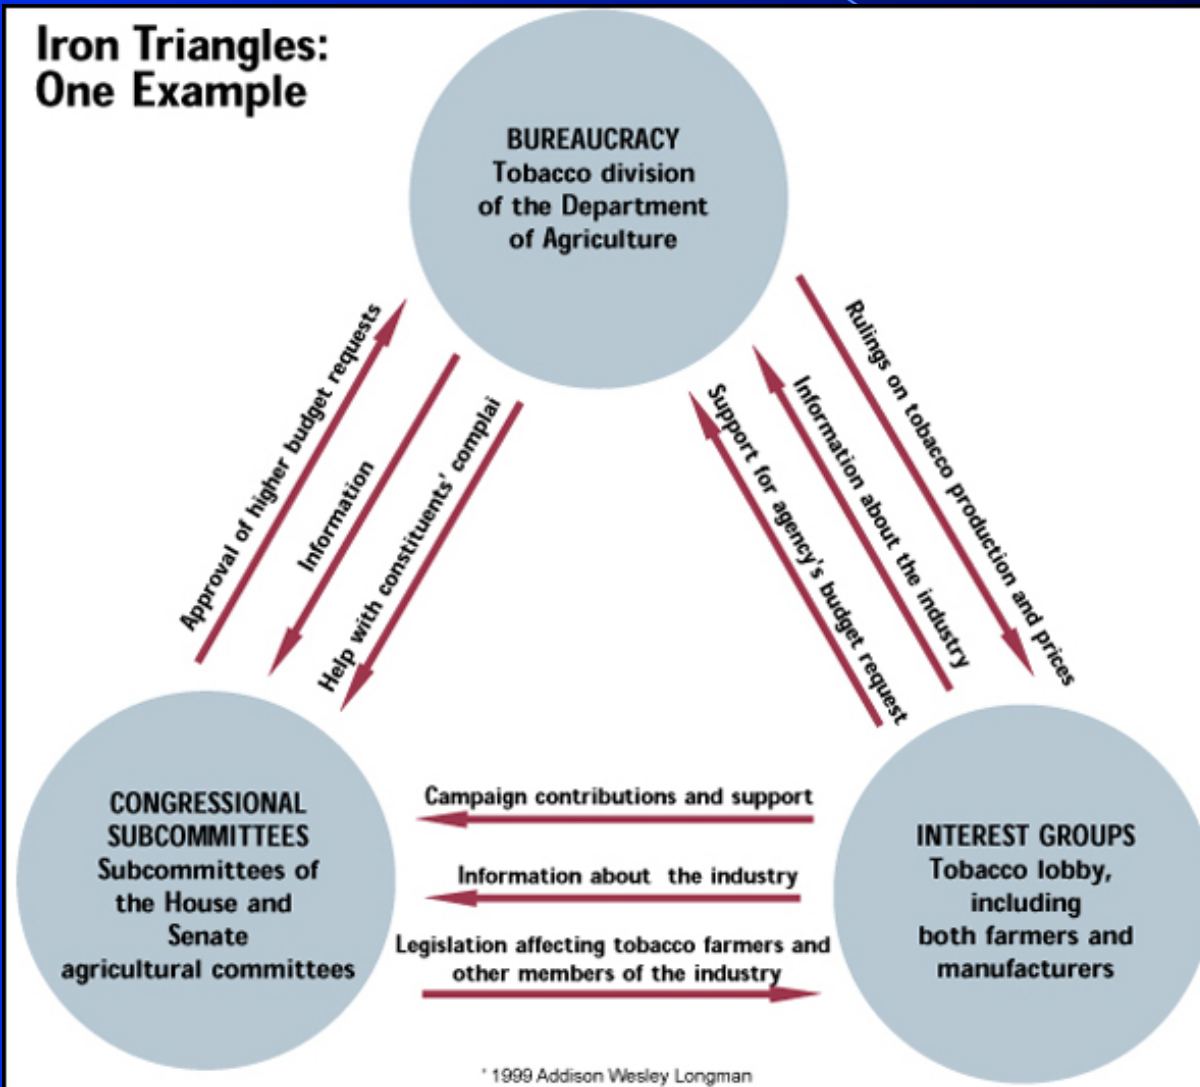 Iron Triangles:
One Example
BUREAUCRACY
Tobacco division
of the Department
of Agriculture
Approval of higher budget requests
Information
Help with constituents' complai
Support for agency's budget request
Information about the industry
Rulings on tobacco production and prices
CONGRESSIONAL
SUBCOMMITTEES
Subcommittees of
the House and
Senate
agricultural committees
Campaign contributions and support
Information about the industry
Legislation affecting tobacco farmers and
other members of the industry
INTEREST GROUPS
Tobacco lobby,
including
both farmers and
manufacturers
* 1999 Addison Wesley Longman